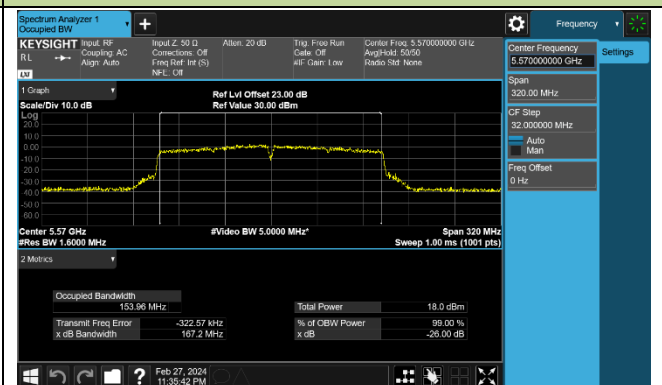 Spectrum Analyzer 1
Occupied BW
+
Frequency
KEYSIGHT
RL
LXI
Input: RF
Coupling: AC
Align: Auto
Input Z: 50 Ω
Corrections: Off
Freq Ref: Int (S)
NFE: Off
Atten: 20 dB
Trig: Free Run
Gate: Off
#IF Gain: Low
Center Freq: 5.570000000 GHz
Avg|Hold: 50/50
Radio Std: None
Center Frequency
5.570000000 GHz
Settings
Span
320.00 MHz
CF Step
32.000000 MHz
Auto
Man
Freq Offset
0 Hz
1 Graph
Scale/Div 10.0 dB
Ref Lvl Offset 23.00 dB
Ref Value 30.00 dBm
Log
20.0
10.0
0.00
-10.0
-20.0
-30.0
-40.0
-50.0
-60.0
Center 5.57 GHz
#Res BW 1.6000 MHz
#Video BW 5.0000 MHz*
Span 320 MHz
Sweep 1.00 ms (1001 pts)
2 Metrics
Occupied Bandwidth
153.96 MHz
Total Power 18.0 dBm
Transmit Freq Error -322.57 kHz
% of OBW Power 99.00 %
x dB Bandwidth 167.2 MHz
x dB -26.00 dB
?
Feb 27, 2024
11:35:42 PM